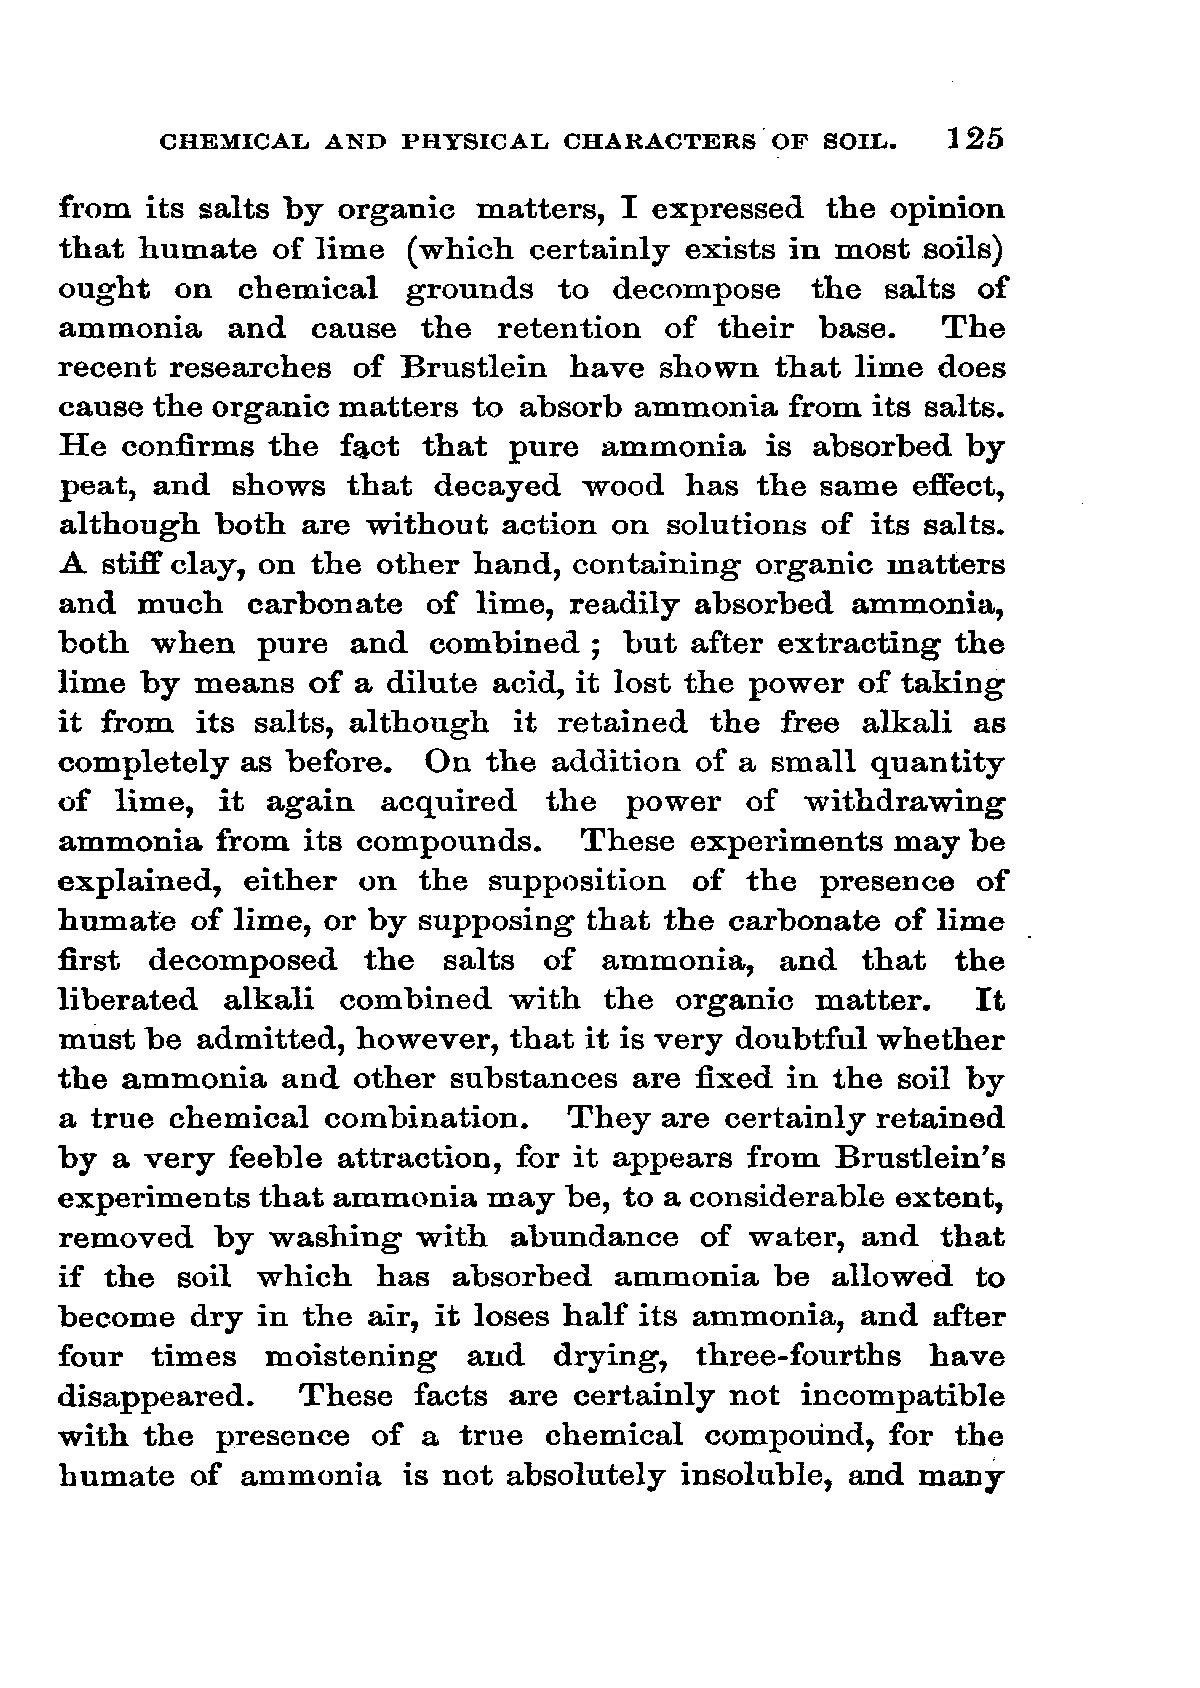 CHEMICAL AND PHYSICAL CHARACTERS OF SOIL. 125
from its salts by organic matters, I expressed the opinion
that humate of lime (which certainly exists in most soils)
ought on chemical grounds to decompose the salts of
ammonia and cause the retention of their base. The
recent researches of Brustlein have shown that lime does
cause the organic matters to absorb ammonia from its salts.
He confirms the fact that pure ammonia is absorbed by
peat, and shows that decayed wood has the same effect,
although both are without action on solutions of its salts.
A stiff clay, on the other hand, containing organic matters
and much carbonate of lime, readily absorbed ammonia,
both when pure and combined ; but after extracting the
lime by means of a dilute acid, it lost the power of taking
it from its salts, although it retained the free alkali as
completely as before. On the addition of a small quantity
of lime, it again acquired the power of withdrawing
ammonia from its compounds. These experiments may be
explained, either on the supposition of the presence of
humate of lime, or by supposing that the carbonate of lime
first decomposed the salts of ammonia, and that the
liberated alkali combined with the organic matter. It
must be admitted, however, that it is very doubtful whether
the ammonia and other substances are fixed in the soil by
a true chemical combination. They are certainly retained
by a very feeble attraction, for it appears from Brustlein's
experiments that ammonia may be, to a considerable extent,
removed by washing with abundance of water, and that
if the soil which has absorbed ammonia be allowed to
become dry in the air, it loses half its ammonia, and after
four times moistening and drying, three-fourths have
disappeared. These facts are certainly not incompatible
with the presence of a true chemical compound, for the
humate of ammonia is not absolutely insoluble, and many